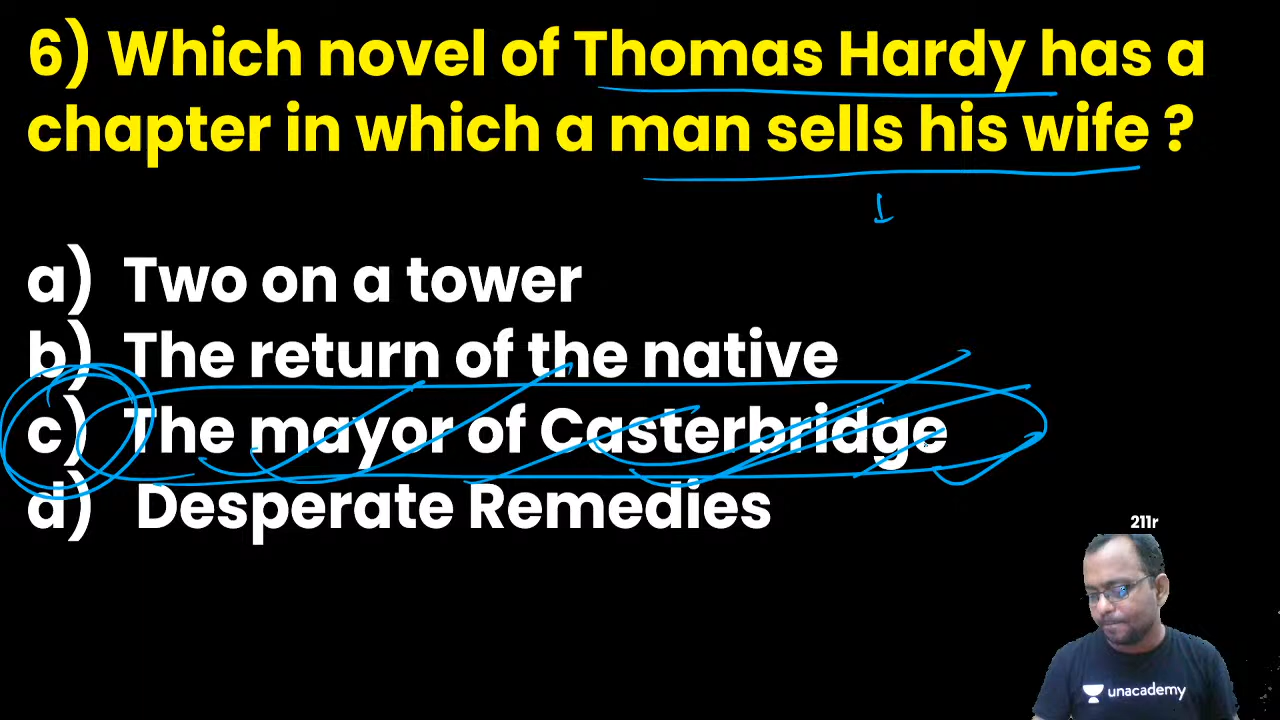 6) Which novel of Thomas Hardy has a
chapter in which a man sells his wife ?
a) Two on a tower
b) The return of the native
c) The mayor of Casterbridge
d) Desperate Remedies
211r
unacademy